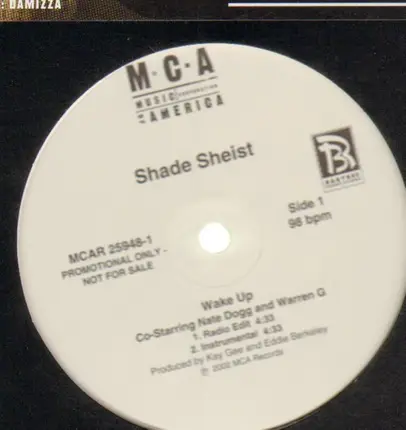 : DAMIZZA
M·C·A
MUSIC CORPORATION
OF AMERICA
Shade Sheist
Side 1
98 bpm
MCAR 25948-1
PROMOTIONAL ONLY -
NOT FOR SALE
Wake Up
Co-Starring Nate Dogg and Warren G
1. Radio Edit 4:33
2. Instrumental 4:33
Produced by Kay Gee and Eddie Berkeley
℗ 2002 MCA Records